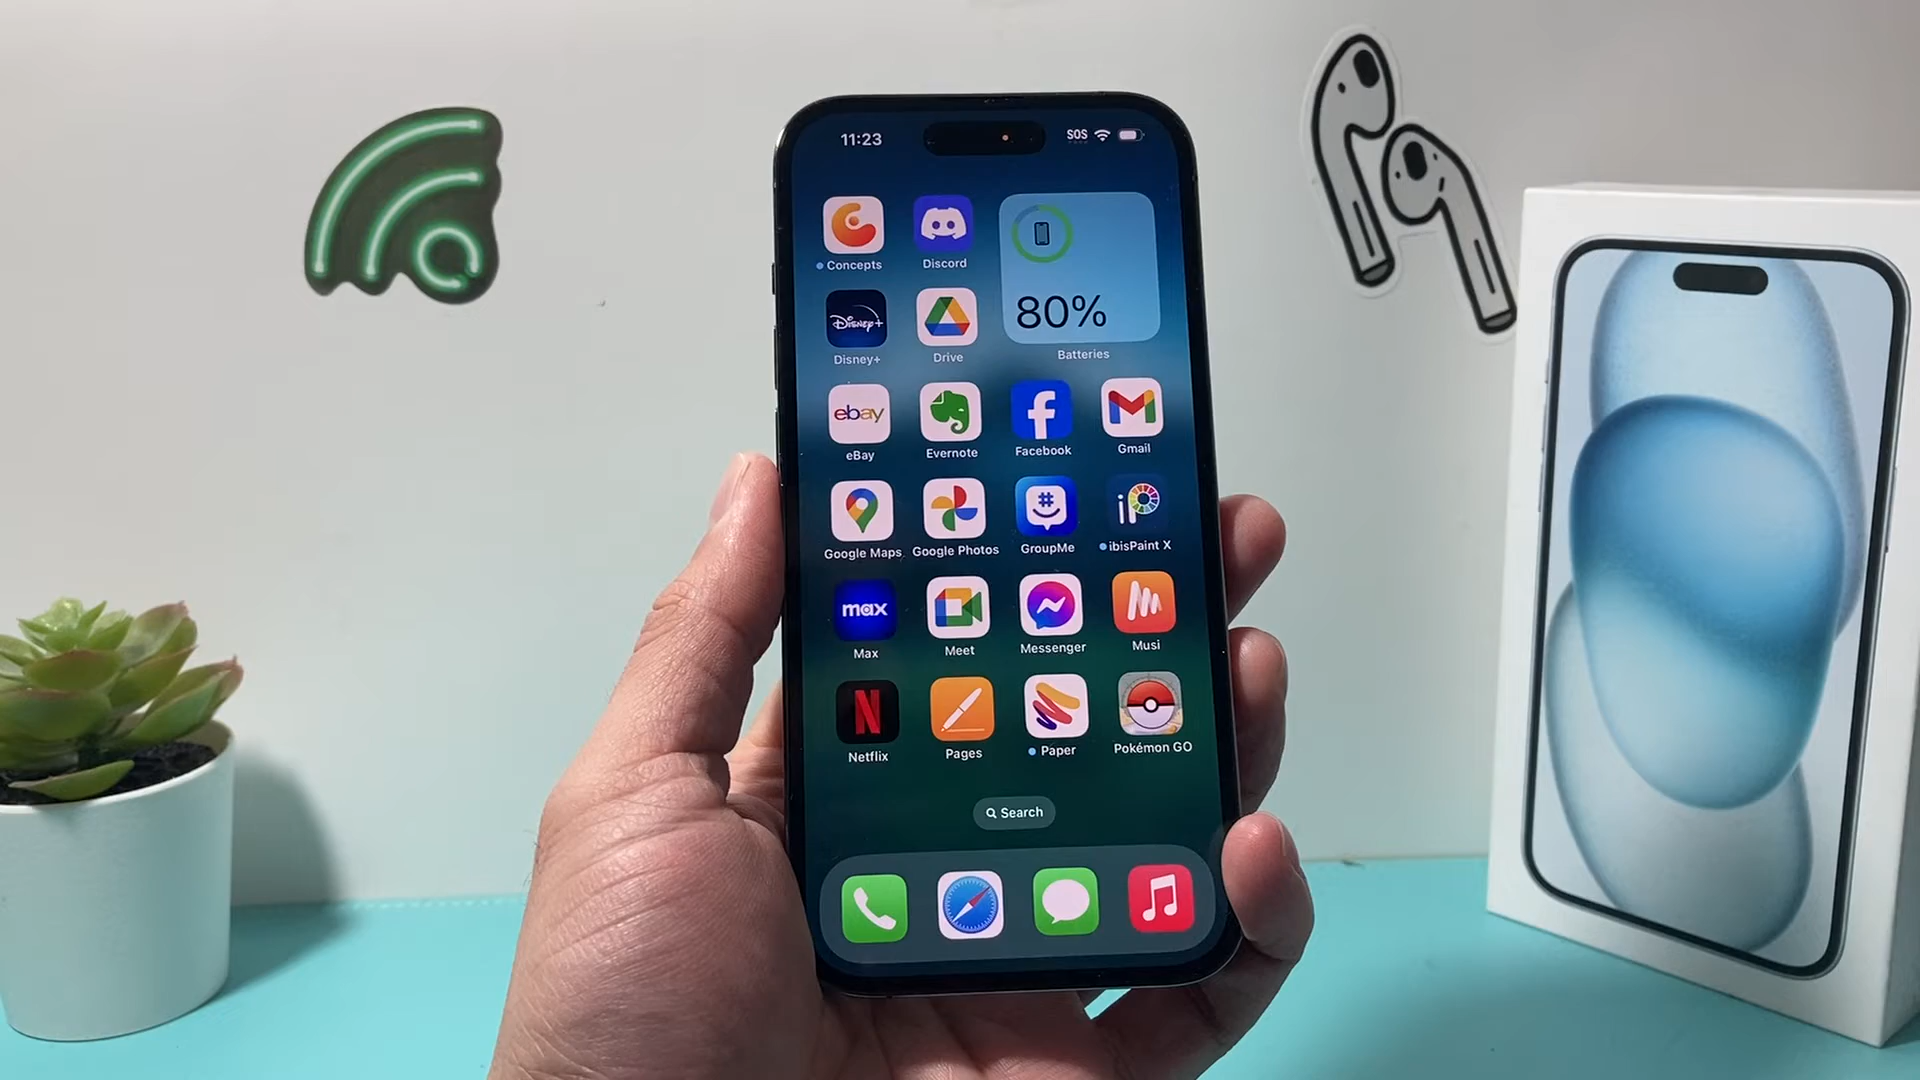 11:23
SOS
Concepts
Discord
80%
Disney+
Drive
Batteries
ebay
eBay
Evernote
Facebook
Gmail
Google Maps
Google Photos
#
GroupMe
iP
ibisPaint X
max
Max
Meet
Messenger
Musi
N
Netflix
Pages
Paper
Pokémon GO
Search